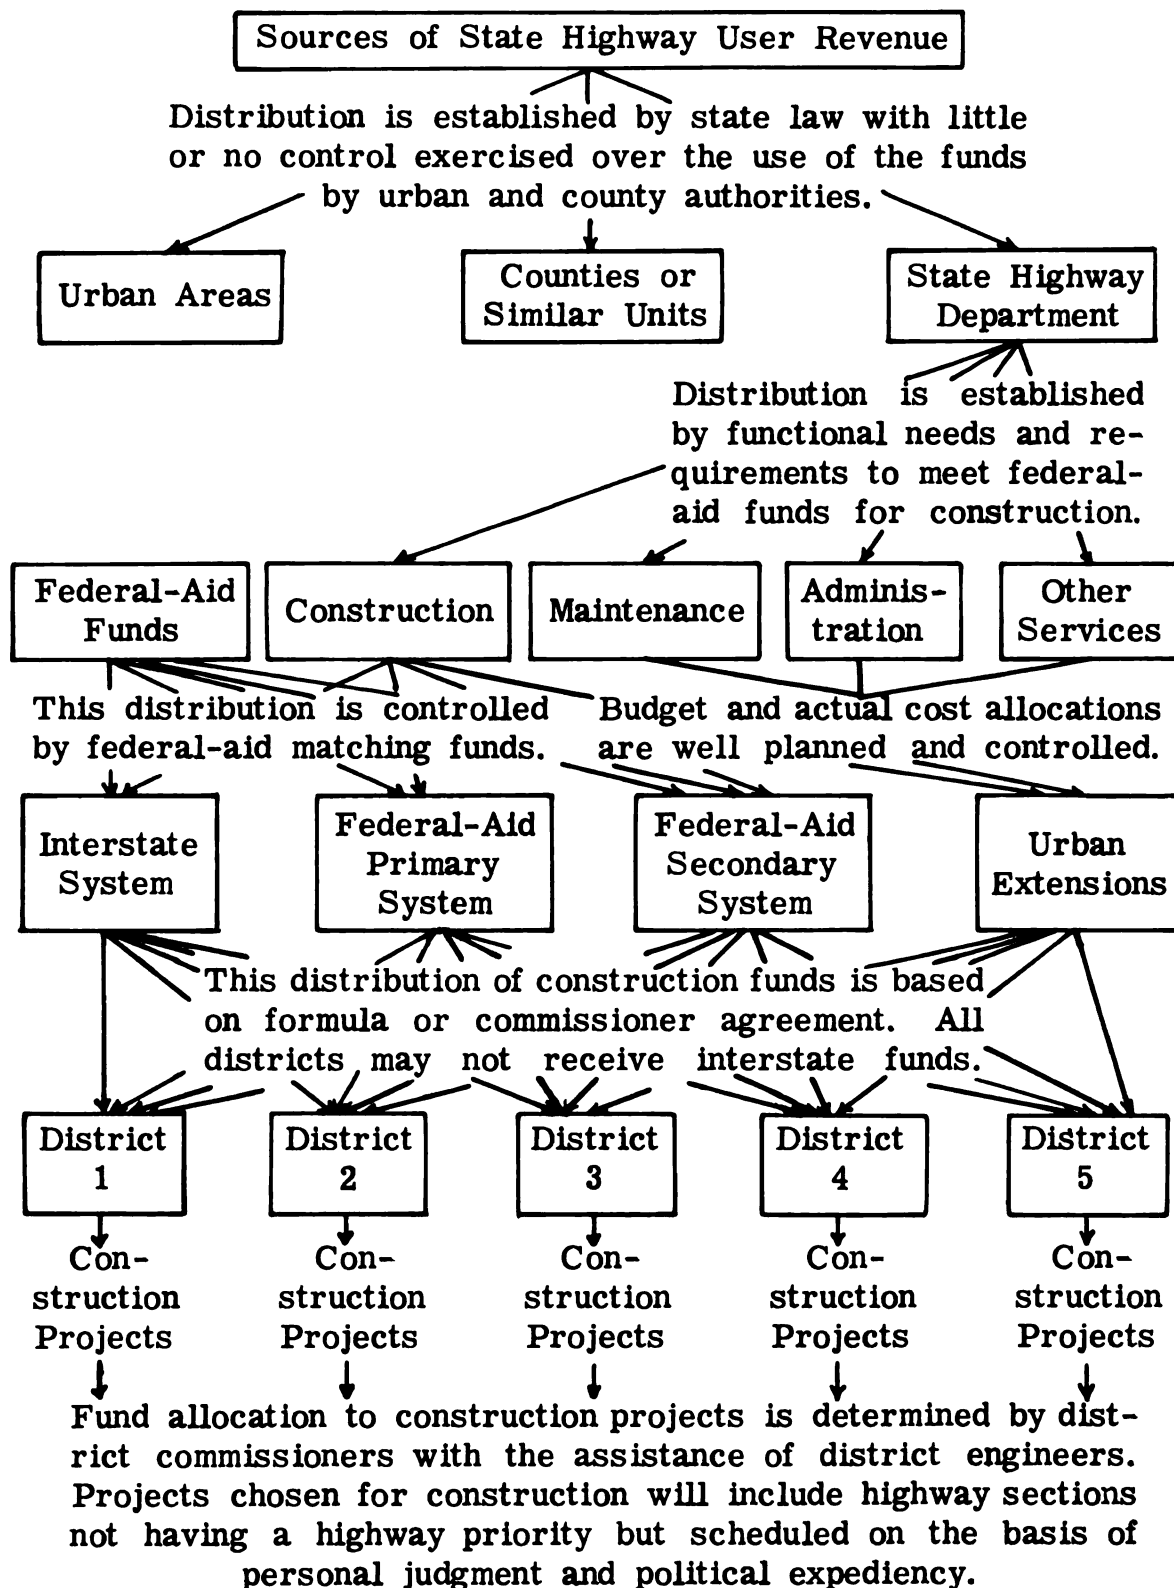 Sources of State Highway User Revenue
Distribution is established by state law with little
or no control exercised over the use of the funds
by urban and county authorities.
Urban Areas
Counties or
Similar Units
State Highway
Department
Distribution is established
by functional needs and re-
quirements to meet federal-
aid funds for construction.
Federal-Aid
Funds
Construction
Maintenance
Adminis-
tration
Other
Services
This distribution is controlled
by federal-aid matching funds.
Budget and actual cost allocations
are well planned and controlled.
Interstate
System
Federal-Aid
Primary
System
Federal-Aid
Secondary
System
Urban
Extensions
This distribution of construction funds is based
on formula or commissioner agreement. All
districts may not receive interstate funds.
District
1
District
2
District
3
District
4
District
5
Con-
struction
Projects
Con-
struction
Projects
Con-
struction
Projects
Con-
struction
Projects
Con-
struction
Projects
Fund allocation to construction projects is determined by dist-
rict commissioners with the assistance of district engineers.
Projects chosen for construction will include highway sections
not having a highway priority but scheduled on the basis of
personal judgment and political expediency.